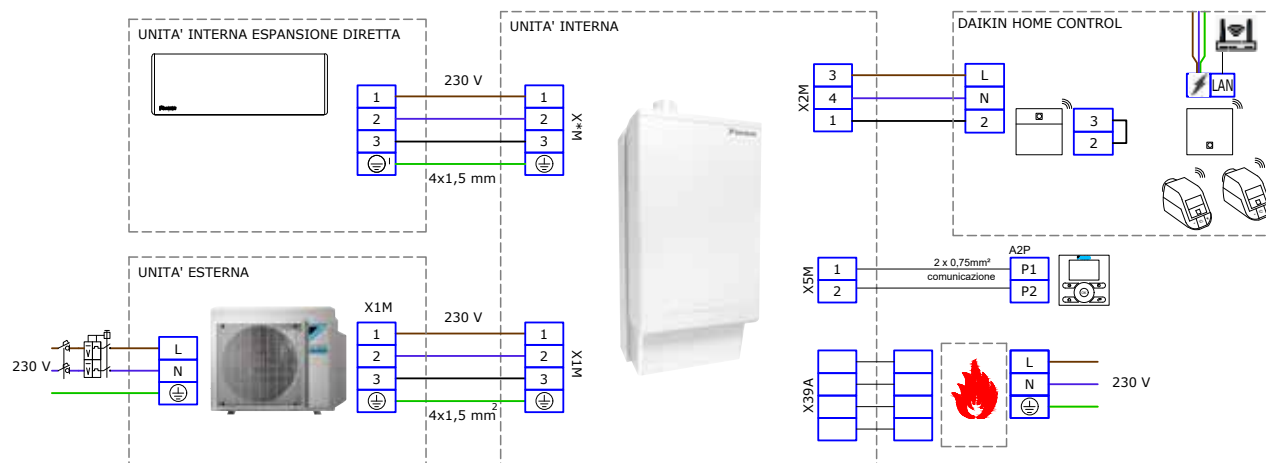 UNITA' INTERNA ESPANSIONE DIRETTA
1
2
3
230 V
4x1,5 mm
1
2
3
X*M
UNITA' INTERNA
DAIKIN HOME CONTROL
X2M
3
4
1
L
N
2
3
2
LAN
UNITA' ESTERNA
230 V
L
N
X1M
1
2
3
230 V
4x1,5 mm²
1
2
3
X1M
X5M
1
2
2 x 0,75mm²
comunicazione
A2P
P1
P2
X39A
L
N
230 V